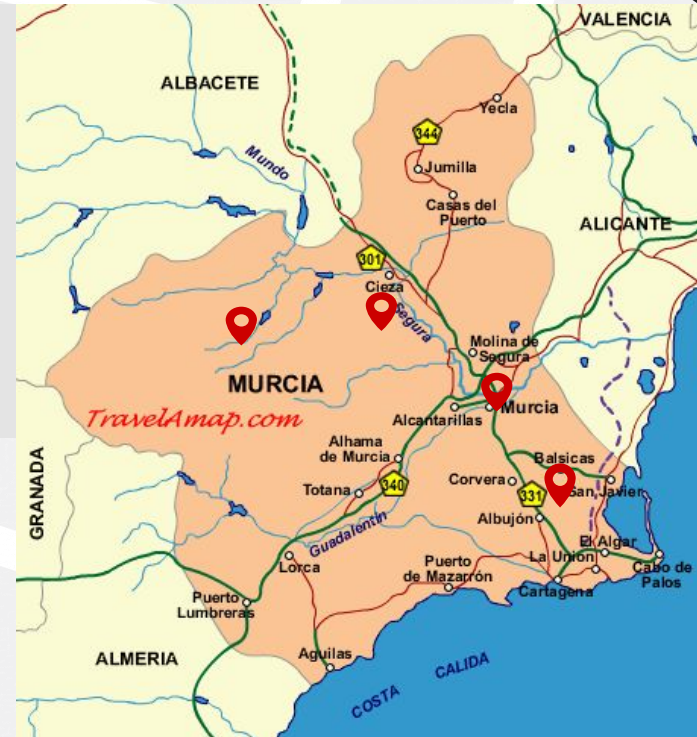 VALENCIA
ALBACETE
Yecla
344
Mundo
Jumilla
Casas del
Puerto
ALICANTE
301
Cieza
Segura
Molina de
Segura
MURCIA
TravelAmap.com
Alcantarillas
Murcia
Alhama
de Murcia
Balsicas
GRANADA
340
Corvera
Totana
331
San Javier
Albujón
Guadalentín
El Algar
La Unión
Lorca
Puerto
de Mazarrón
Cabo de
Palos
Cartagena
Puerto
Lumbreras
Aguilas
ALMERIA
COSTA CALIDA